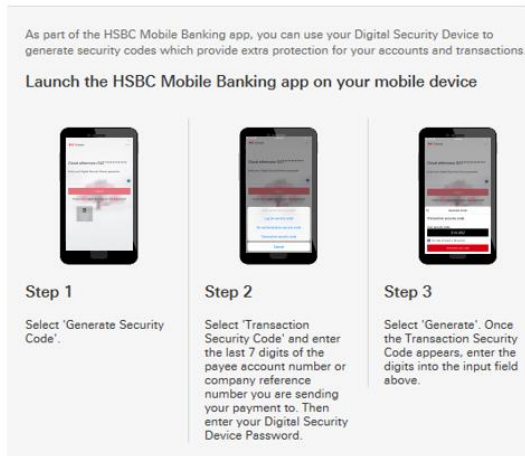 As part of the HSBC Mobile Banking app, you can use your Digital Security Device to
generate security codes which provide extra protection for your accounts and transactions
Launch the HSBC Mobile Banking app on your mobile device
Step 1
Select 'Generate Security
Code'.
Step 2
Select 'Transaction
Security Code' and enter
the last 7 digits of the
payee account number or
company reference
number you are sending
your payment to. Then
enter your Digital Security
Device Password.
Step 3
Select 'Generate'. Once
the Transaction Security
Code appears, enter the
digits into the input field
above.